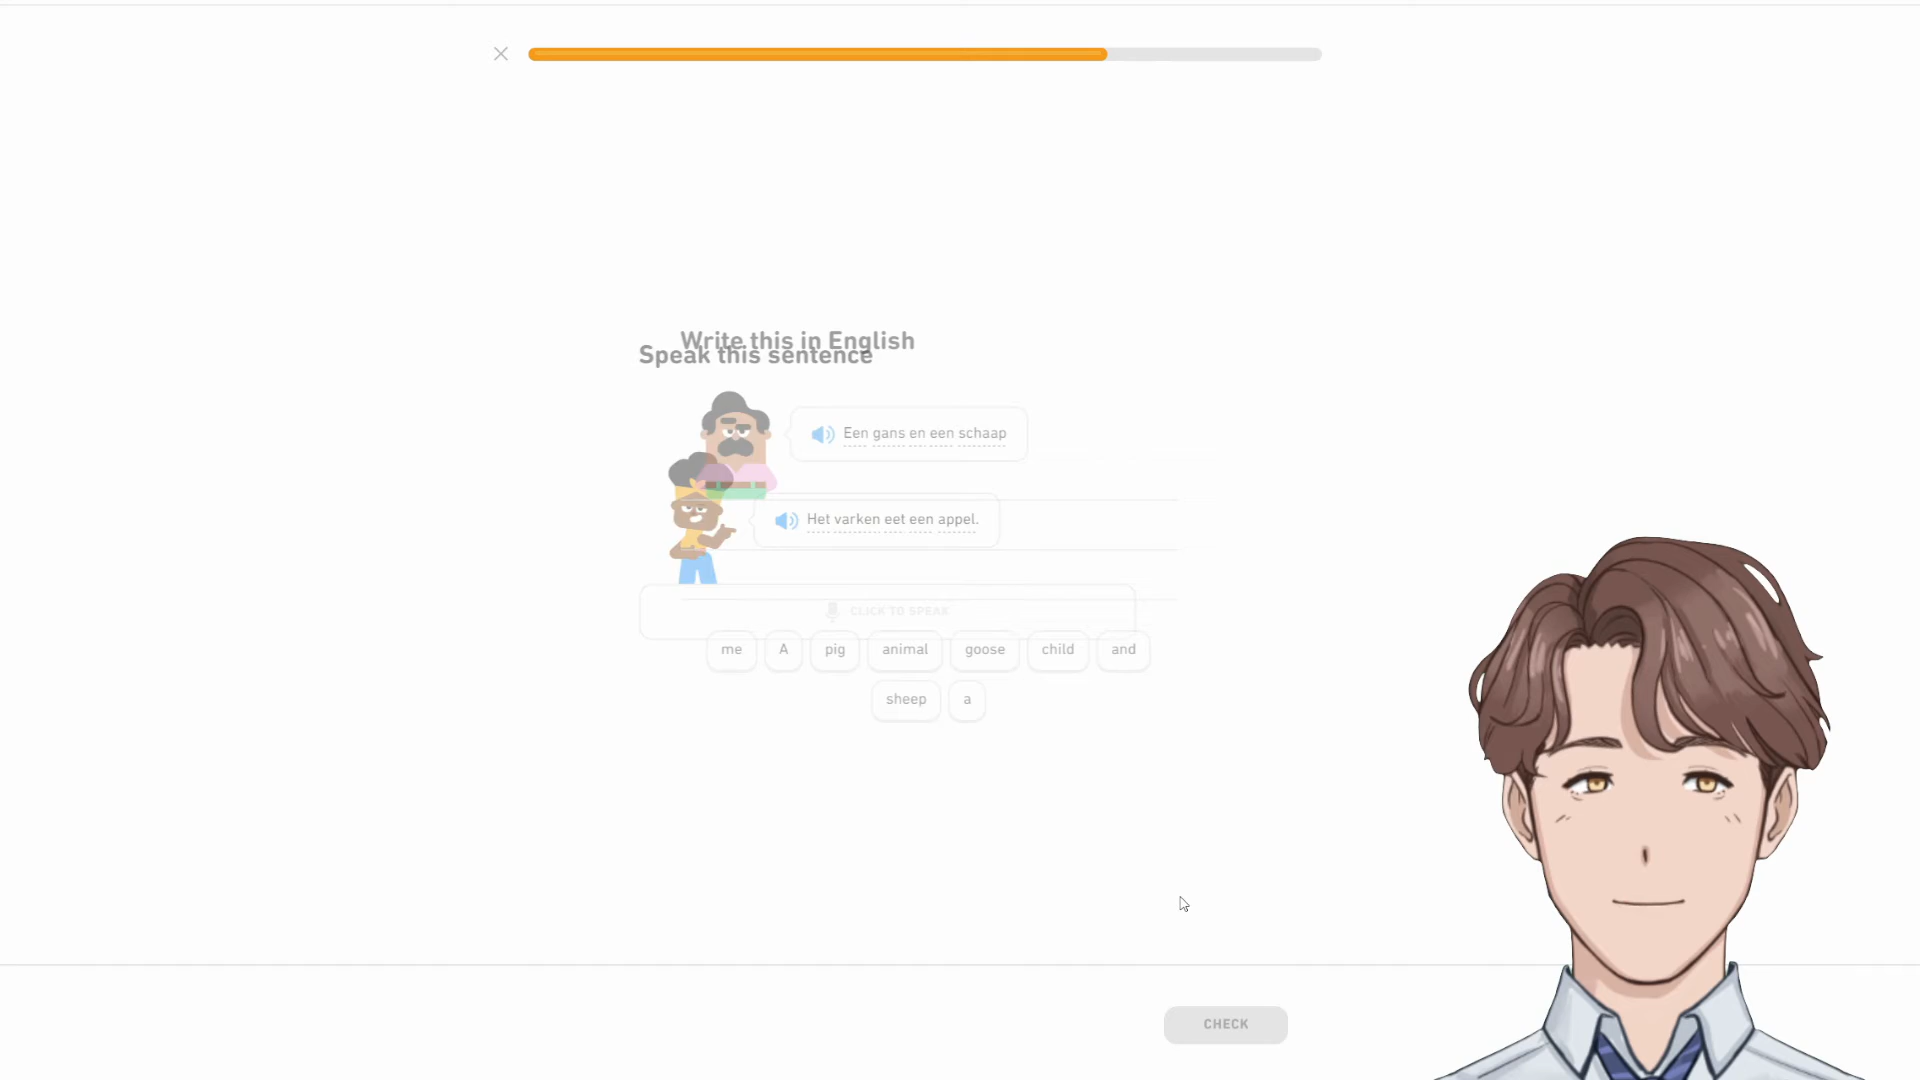 Write this in English
Speak this sentence
Een gans en een schaap
Het varken eet een appel.
CLICK TO SPEAK
me A pig animal goose child and
sheep a
CHECK